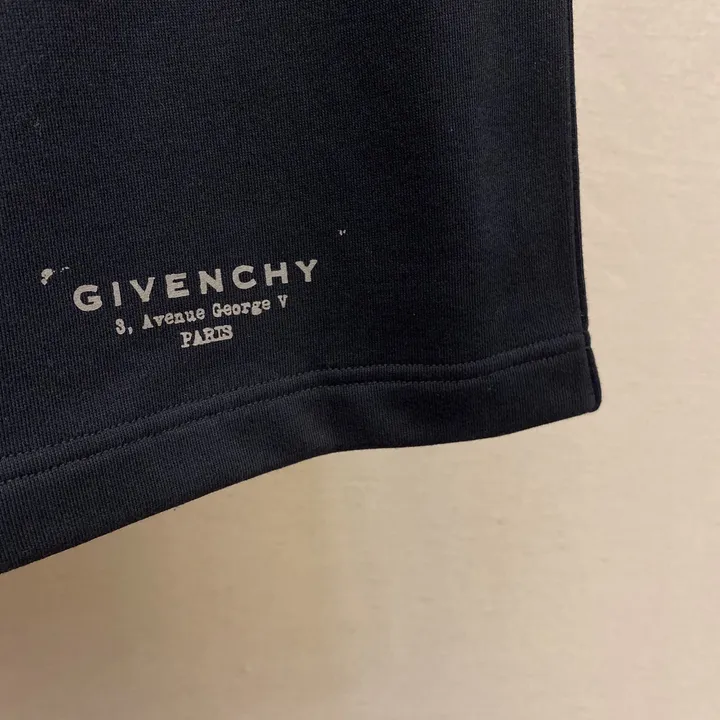 GIVENCHY
3, Avenue George V
PARIS